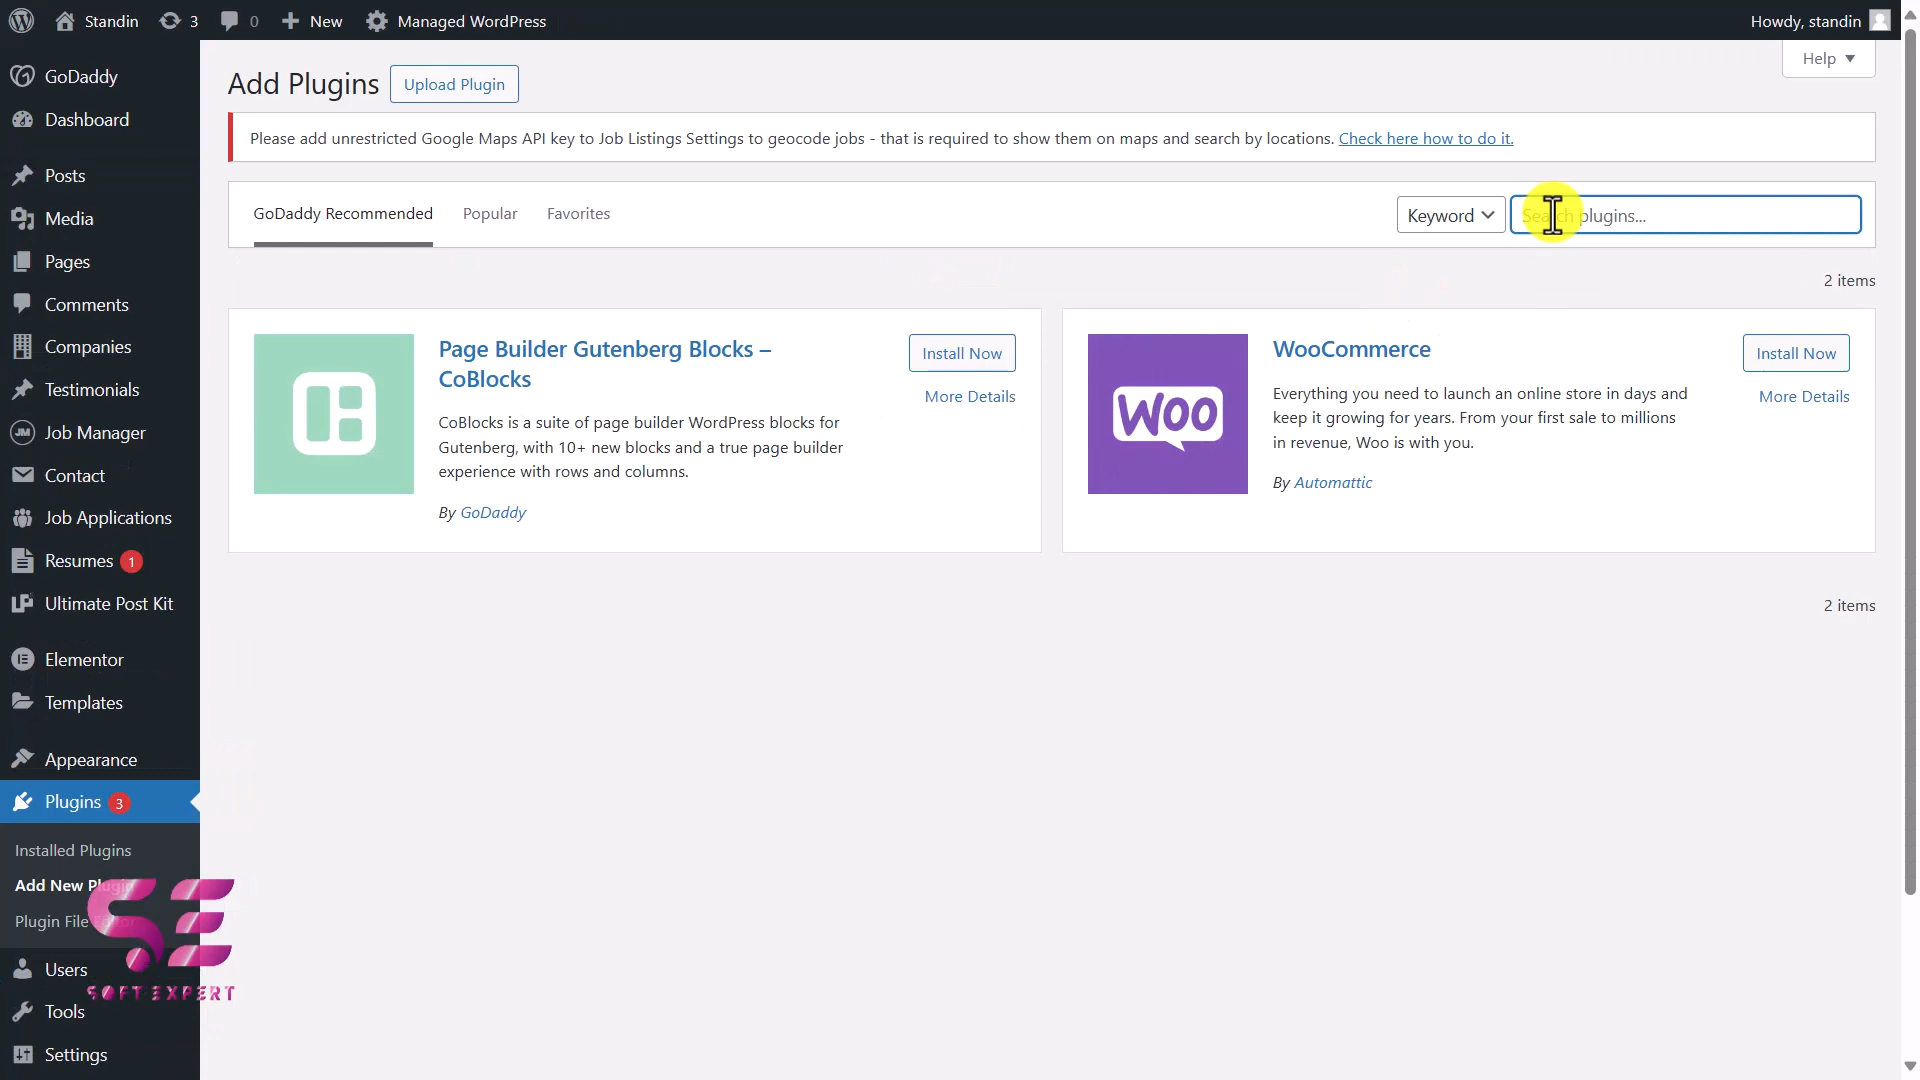 Standin
3
0
New
Managed WordPress
Howdy, standin
GoDaddy
Dashboard
Posts
Media
Pages
Comments
Companies
Testimonials
JM
Job Manager
Contact
Job Applications
Resumes 1
Ultimate Post Kit
Elementor
Templates
Appearance
Plugins 3
Installed Plugins
Add New Plugin
Plugin File
Users
Tools
Settings
SE
SOFT EXPERT
Help
Add Plugins
Upload Plugin
Please add unrestricted Google Maps API key to Job Listings Settings to geocode jobs - that is required to show them on maps and search by locations. Check here how to do it.
GoDaddy Recommended
Popular
Favorites
Keyword
Search plugins...
2 items
Page Builder Gutenberg Blocks –
CoBlocks
Install Now
More Details
CoBlocks is a suite of page builder WordPress blocks for
Gutenberg, with 10+ new blocks and a true page builder
experience with rows and columns.
By GoDaddy
WOO
WooCommerce
Install Now
More Details
Everything you need to launch an online store in days and
keep it growing for years. From your first sale to millions
in revenue, Woo is with you.
By Automattic
2 items